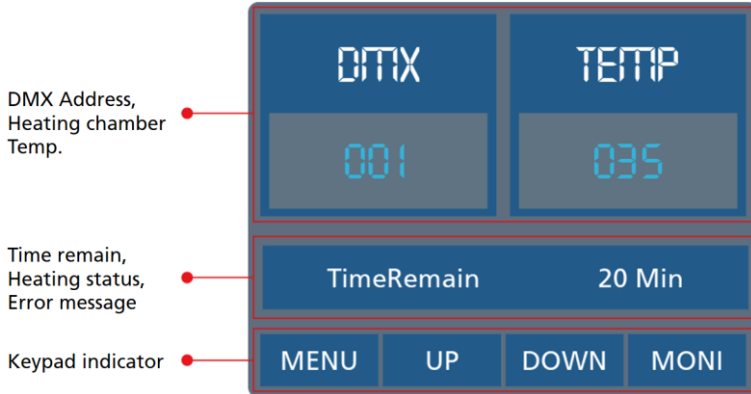 DMX TEMP
DMX Address,
Heating chamber
Temp.
001 035
Time remain,
Heating status,
Error message
TimeRemain 20 Min
Keypad indicator
MENU UP DOWN MONI